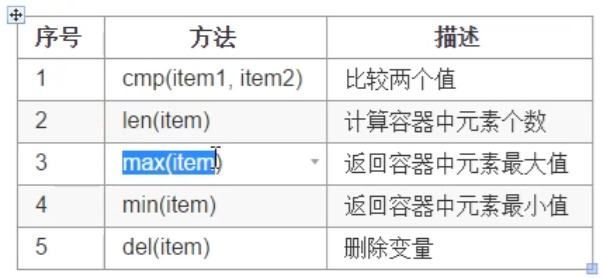 序号 方法 描述
1 cmp(item1, item2) 比较两个值
2 len(item) 计算容器中元素个数
3 max(item) 返回容器中元素最大值
4 min(item) 返回容器中元素最小值
5 del(item) 删除变量